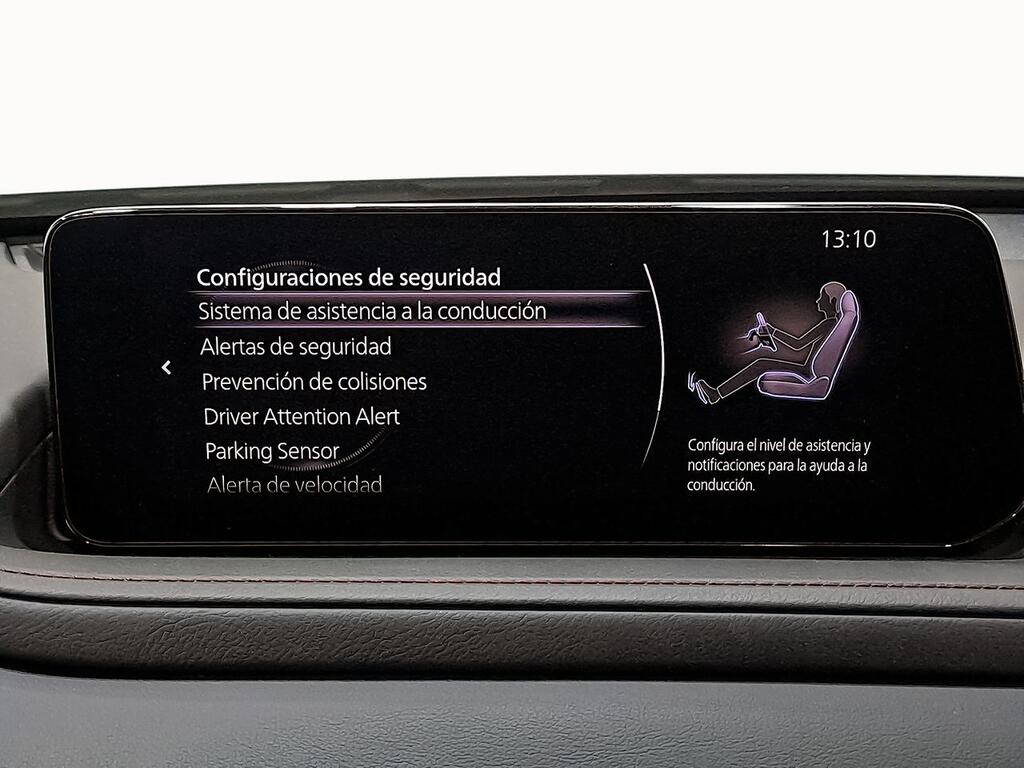 13:10
Configuraciones de seguridad
Sistema de asistencia a la conducción
Alertas de seguridad
Prevención de colisiones
Driver Attention Alert
Parking Sensor
Alerta de velocidad
Configura el nivel de asistencia y
notificaciones para la ayuda a la
conducción.